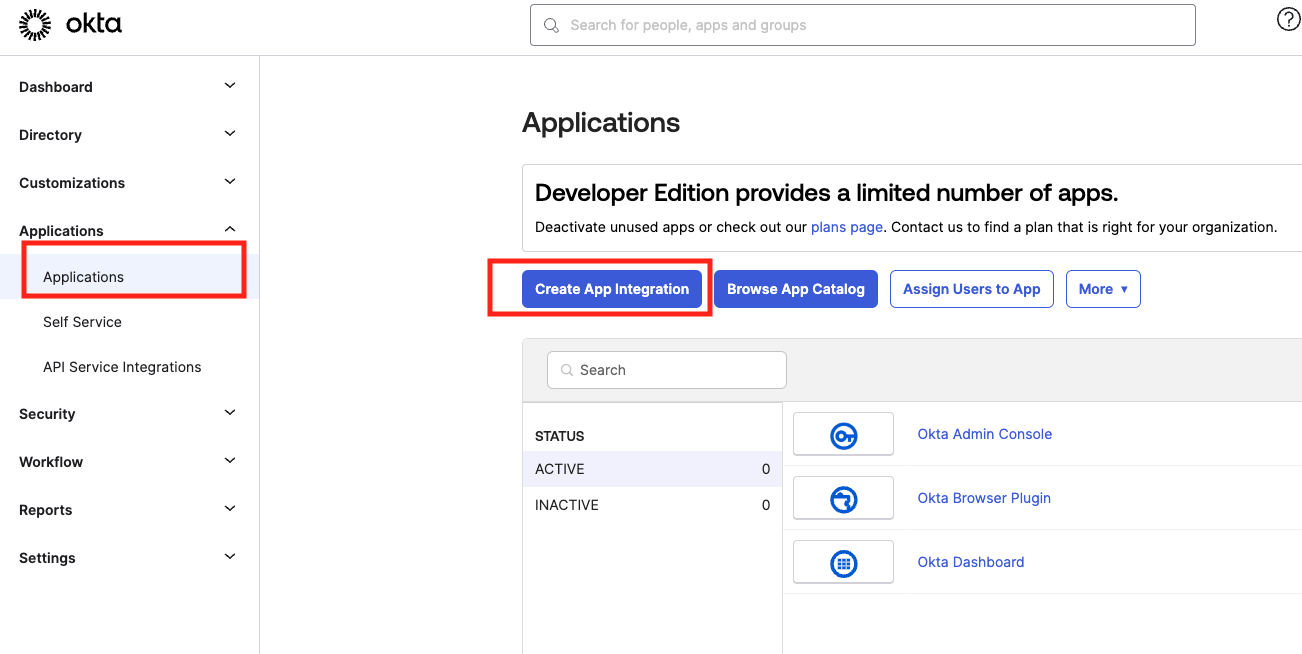 okta
Search for people, apps and groups
Dashboard
Directory
Customizations
Applications
Applications
Self Service
API Service Integrations
Security
Workflow
Reports
Settings
Applications
Developer Edition provides a limited number of apps.
Deactivate unused apps or check out our plans page. Contact us to find a plan that is right for your organization.
Create App Integration
Browse App Catalog
Assign Users to App
More ▼
Search
STATUS
ACTIVE 0
INACTIVE 0
Okta Admin Console
Okta Browser Plugin
Okta Dashboard